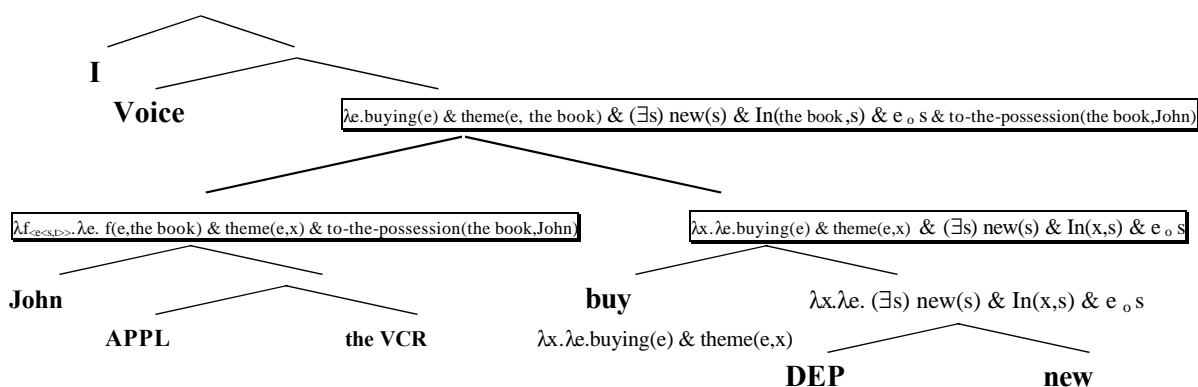 I
Voice
λe.buying(e) & theme(e, the book) & (∃s) new(s) & In(the book,s) & e ₒ s & to-the-possession(the book,John)
λf<e<s,t>>.λe. f(e,the book) & theme(e,x) & to-the-possession(the book,John)
λx.λe.buying(e) & theme(e,x) & (∃s) new(s) & In(x,s) & e ₒ s
John
buy
λx.λe. (∃s) new(s) & In(x,s) & e ₒ s
APPL
the VCR
λx.λe.buying(e) & theme(e,x)
DEP
new